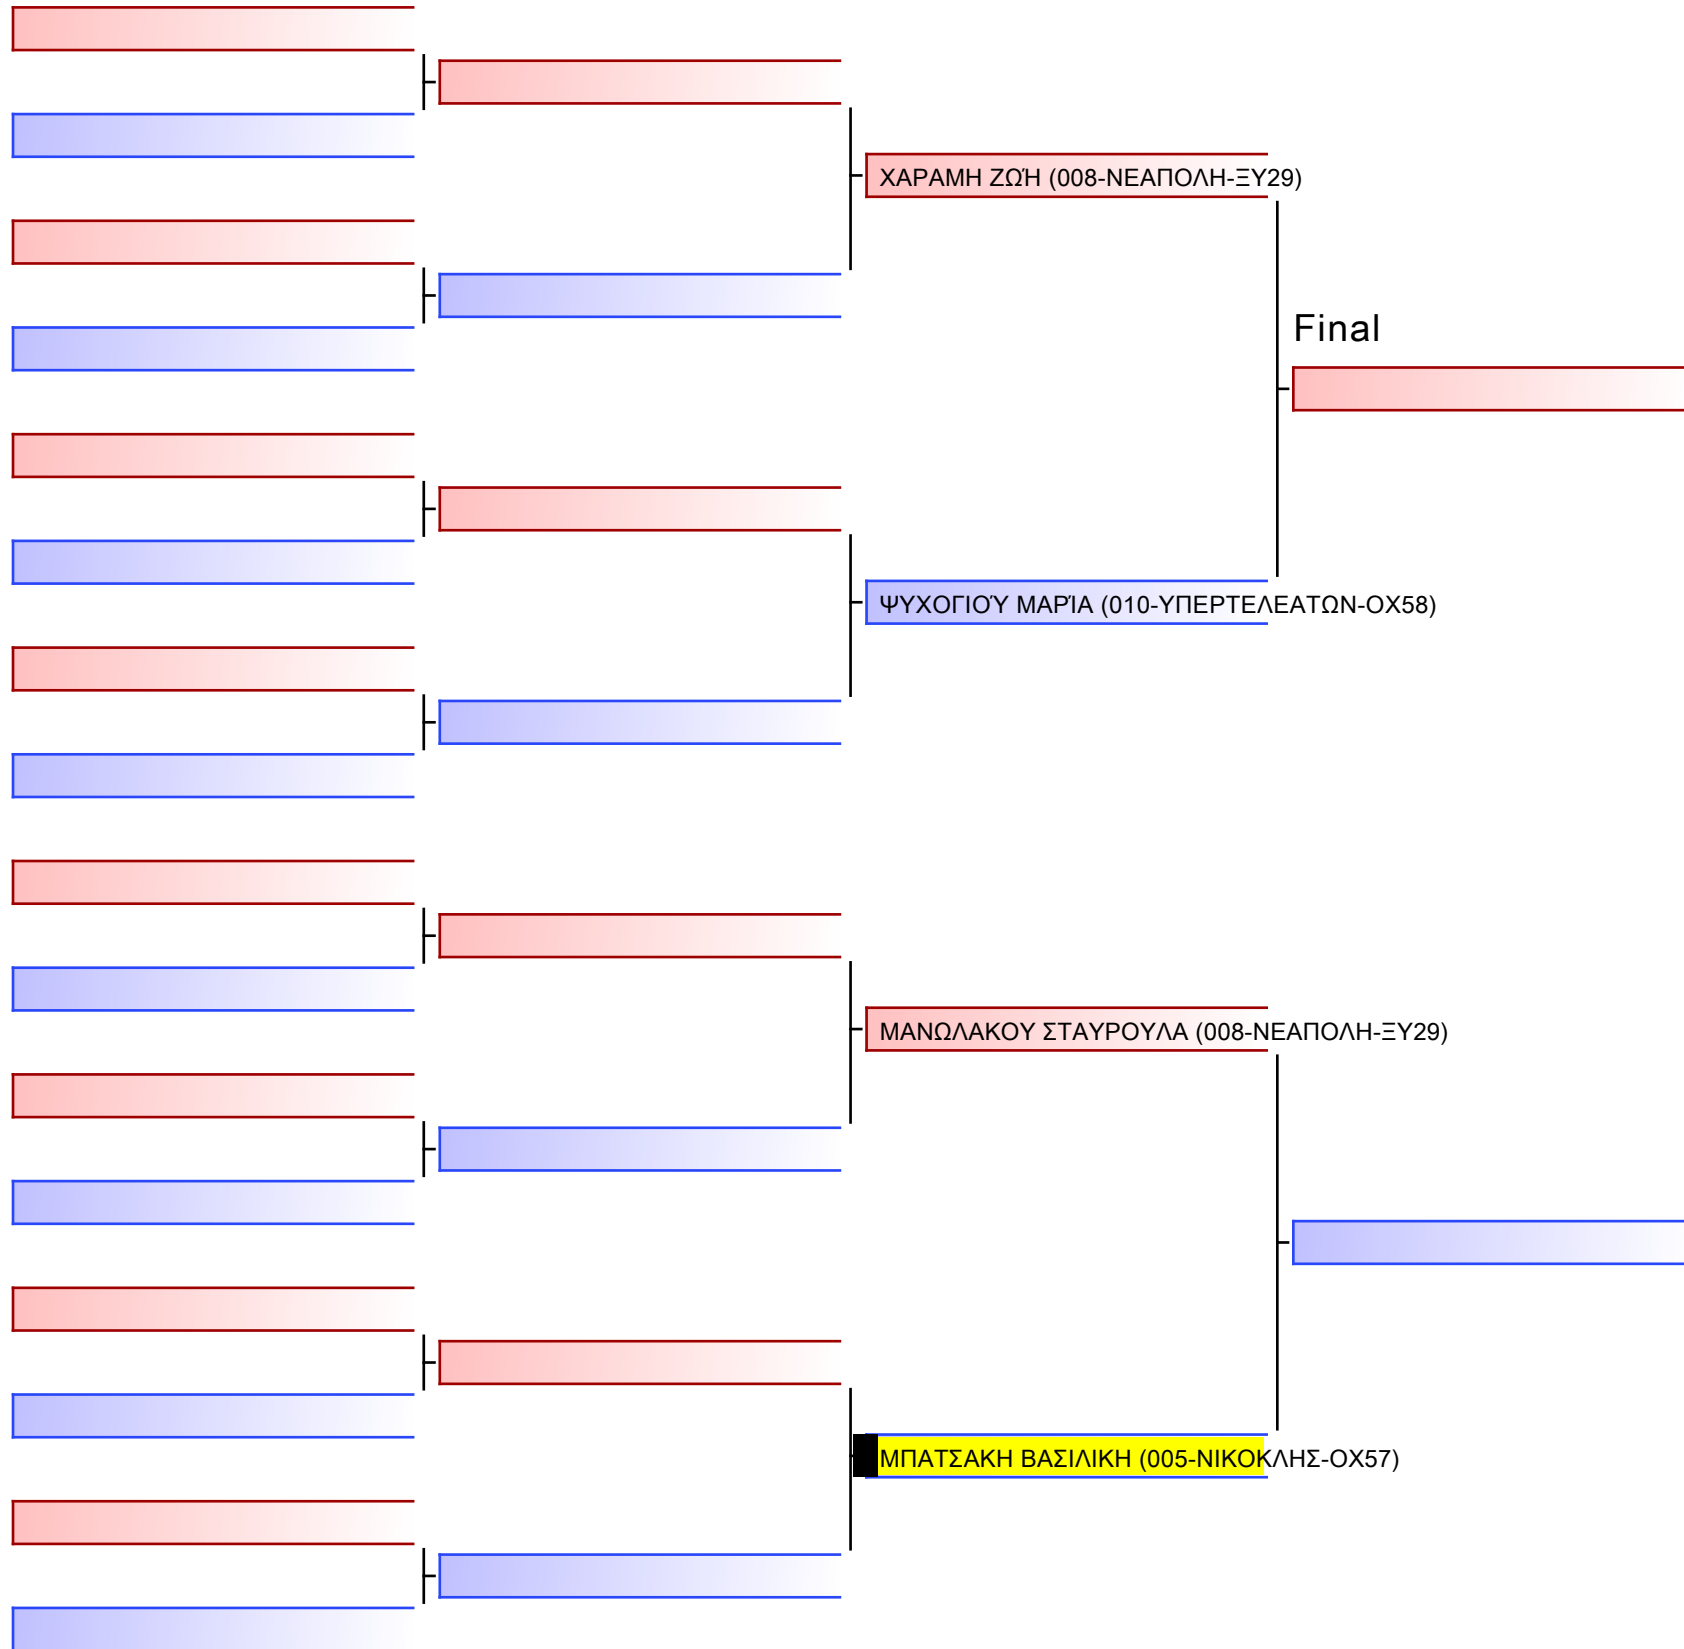 ΧΑΡΑΜΗ ΖΩΉ (008-ΝΕΑΠΟΛΗ-ΞΥ29)
Final
ΨΥΧΟΓΙΟΎ ΜΑΡΊΑ (010-ΥΠΕΡΤΕΛΕΑΤΩΝ-ΟΧ58)
ΜΑΝΩΛΑΚΟΥ ΣΤΑΥΡΟΥΛΑ (008-ΝΕΑΠΟΛΗ-ΞΥ29)
ΜΠΑΤΣΑΚΗ ΒΑΣΙΛΙΚΗ (005-ΝΙΚΟΚΛΗΣ-ΟΧ57)